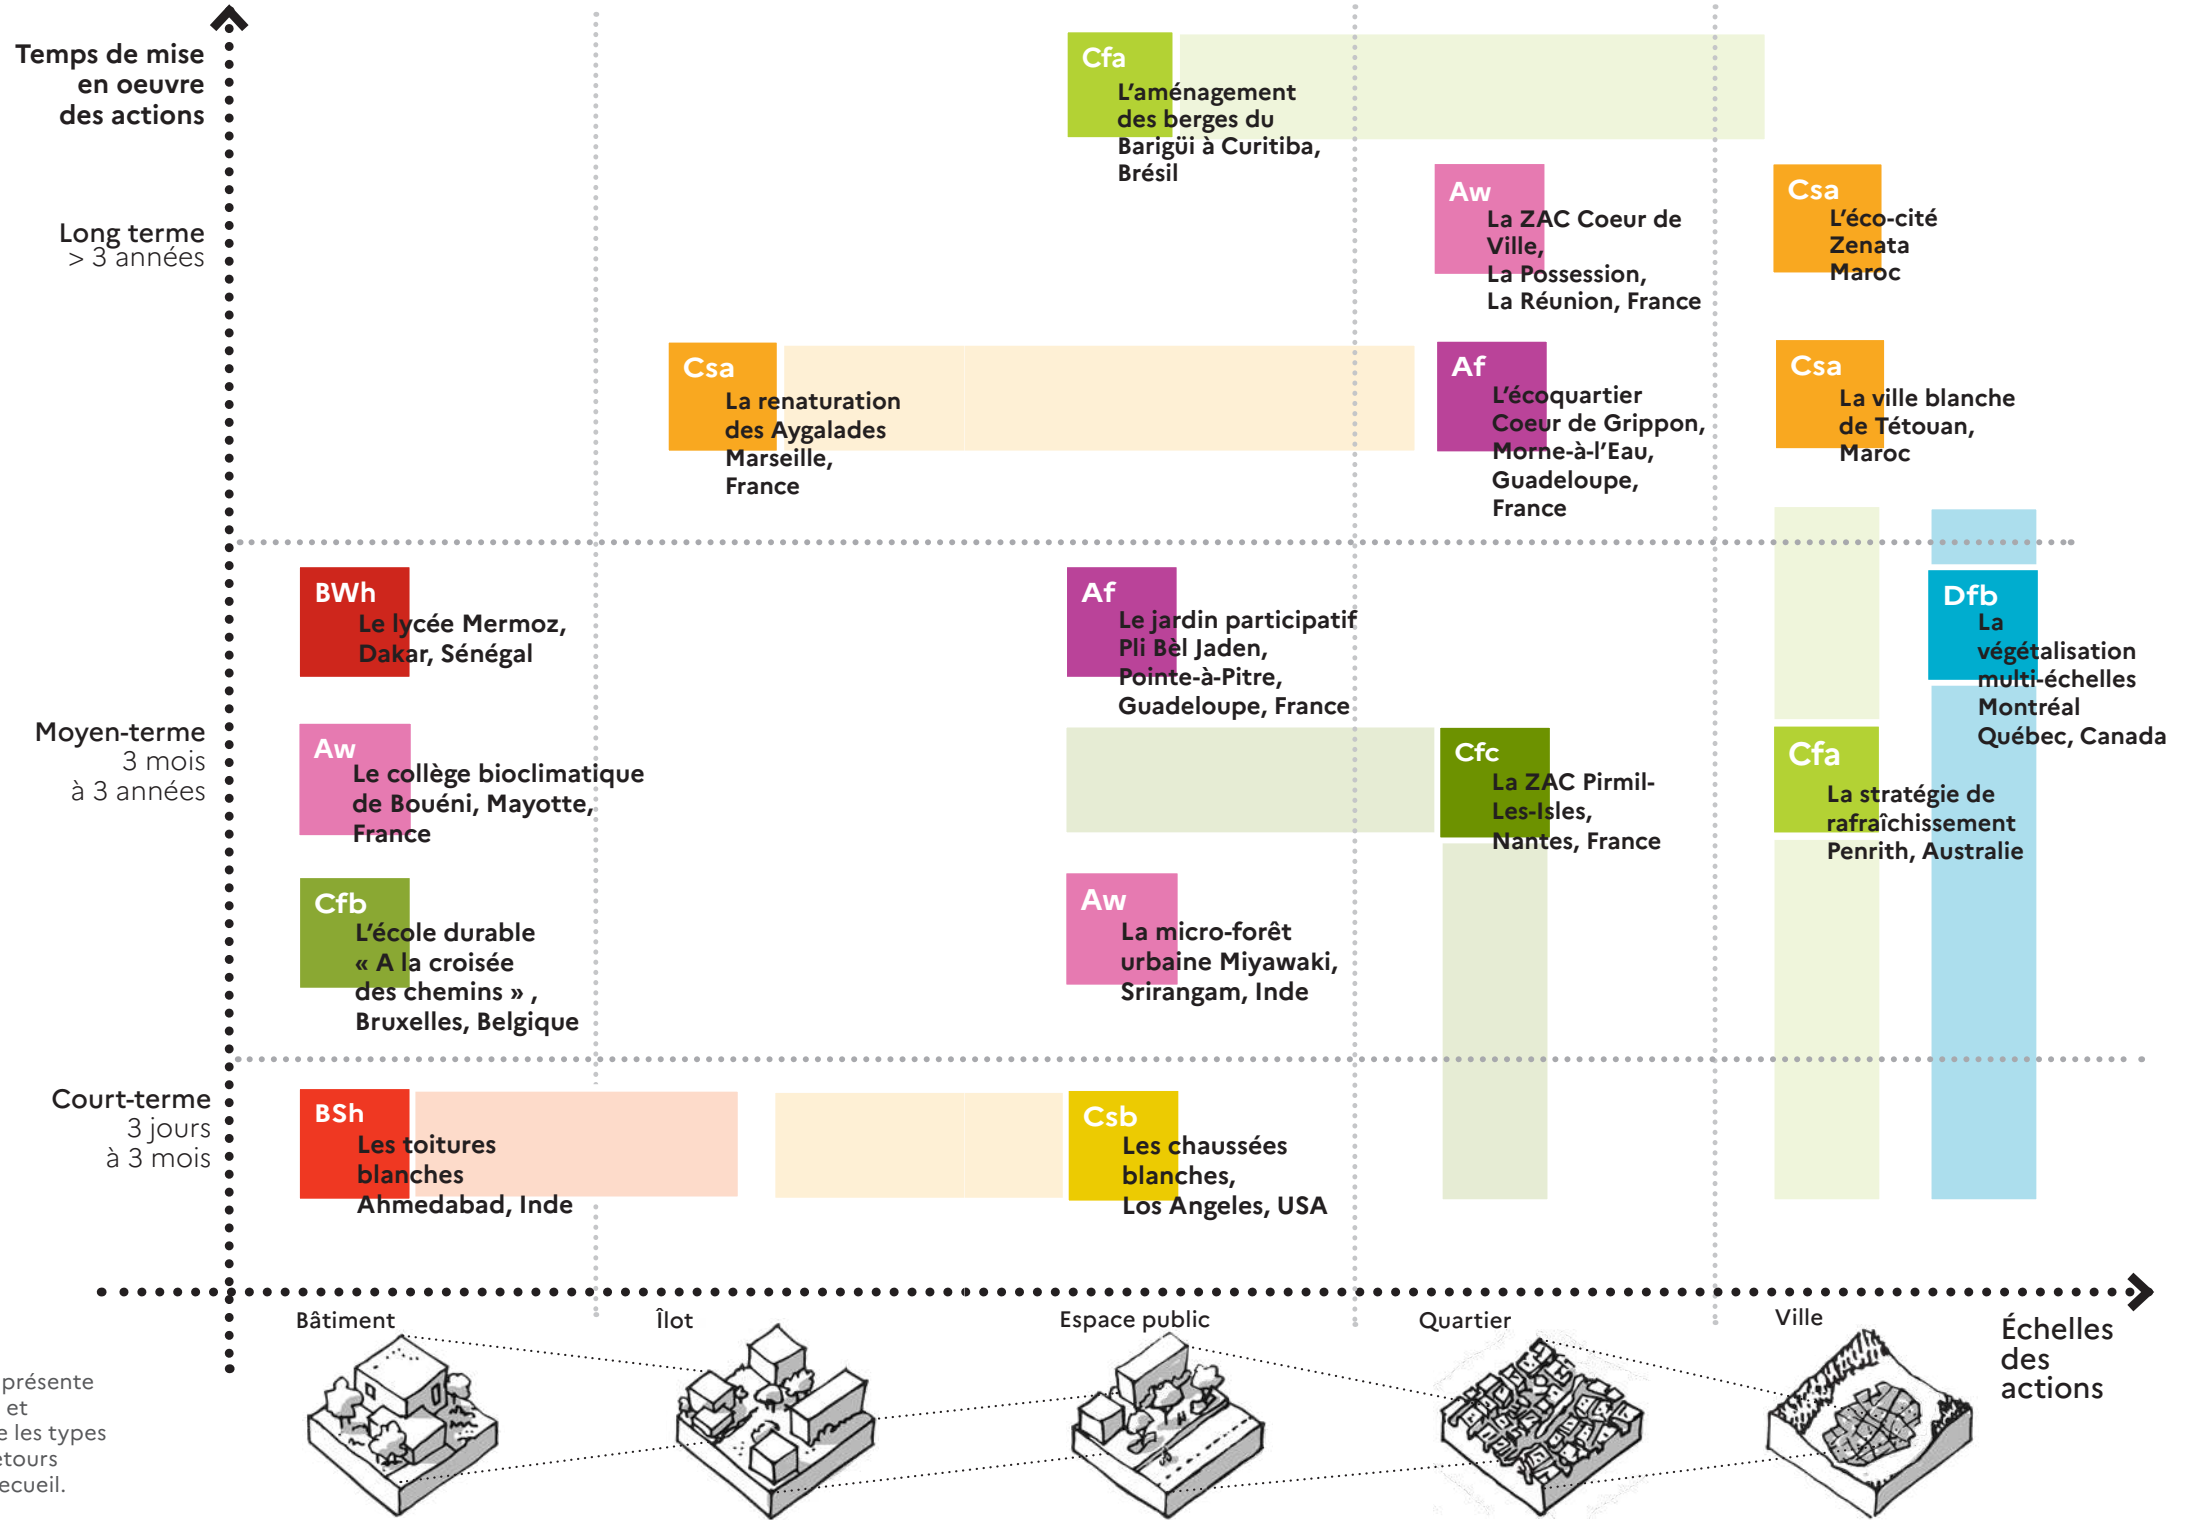 Temps de mise
en oeuvre
des actions
Cfa
L'aménagement
des berges du
Barigüi à Curitiba,
Brésil
Long terme
> 3 années
Aw
La ZAC Coeur de
Ville,
La Possession,
La Réunion, France
Csa
L'éco-cité
Zenata
Maroc
Csa
La renaturation
des Aygalades
Marseille,
France
Af
L'écoquartier
Coeur de Grippon,
Morne-à-l'Eau,
Guadeloupe,
France
Csa
La ville blanche
de Tétouan,
Maroc
BWh
Le lycée Mermoz,
Dakar, Sénégal
Af
Le jardin participatif
Pli Bèl Jaden,
Pointe-à-Pitre,
Guadeloupe, France
Dfb
La
végétalisation
multi-échelles
Montréal
Québec, Canada
Moyen-terme
3 mois
à 3 années
Aw
Le collège bioclimatique
de Bouéni, Mayotte,
France
Cfc
La ZAC Pirmil-
Les-Isles,
Nantes, France
Cfa
La stratégie de
rafraîchissement
Penrith, Australie
Cfb
L'école durable
« A la croisée
des chemins » ,
Bruxelles, Belgique
Aw
La micro-forêt
urbaine Miyawaki,
Srirangam, Inde
Court-terme
3 jours
à 3 mois
BSh
Les toitures
blanches
Ahmedabad, Inde
Csb
Les chaussées
blanches,
Los Angeles, USA
Bâtiment
Îlot
Espace public
Quartier
Ville
Échelles
des
actions
présente
et
les types
etours
ecueil.